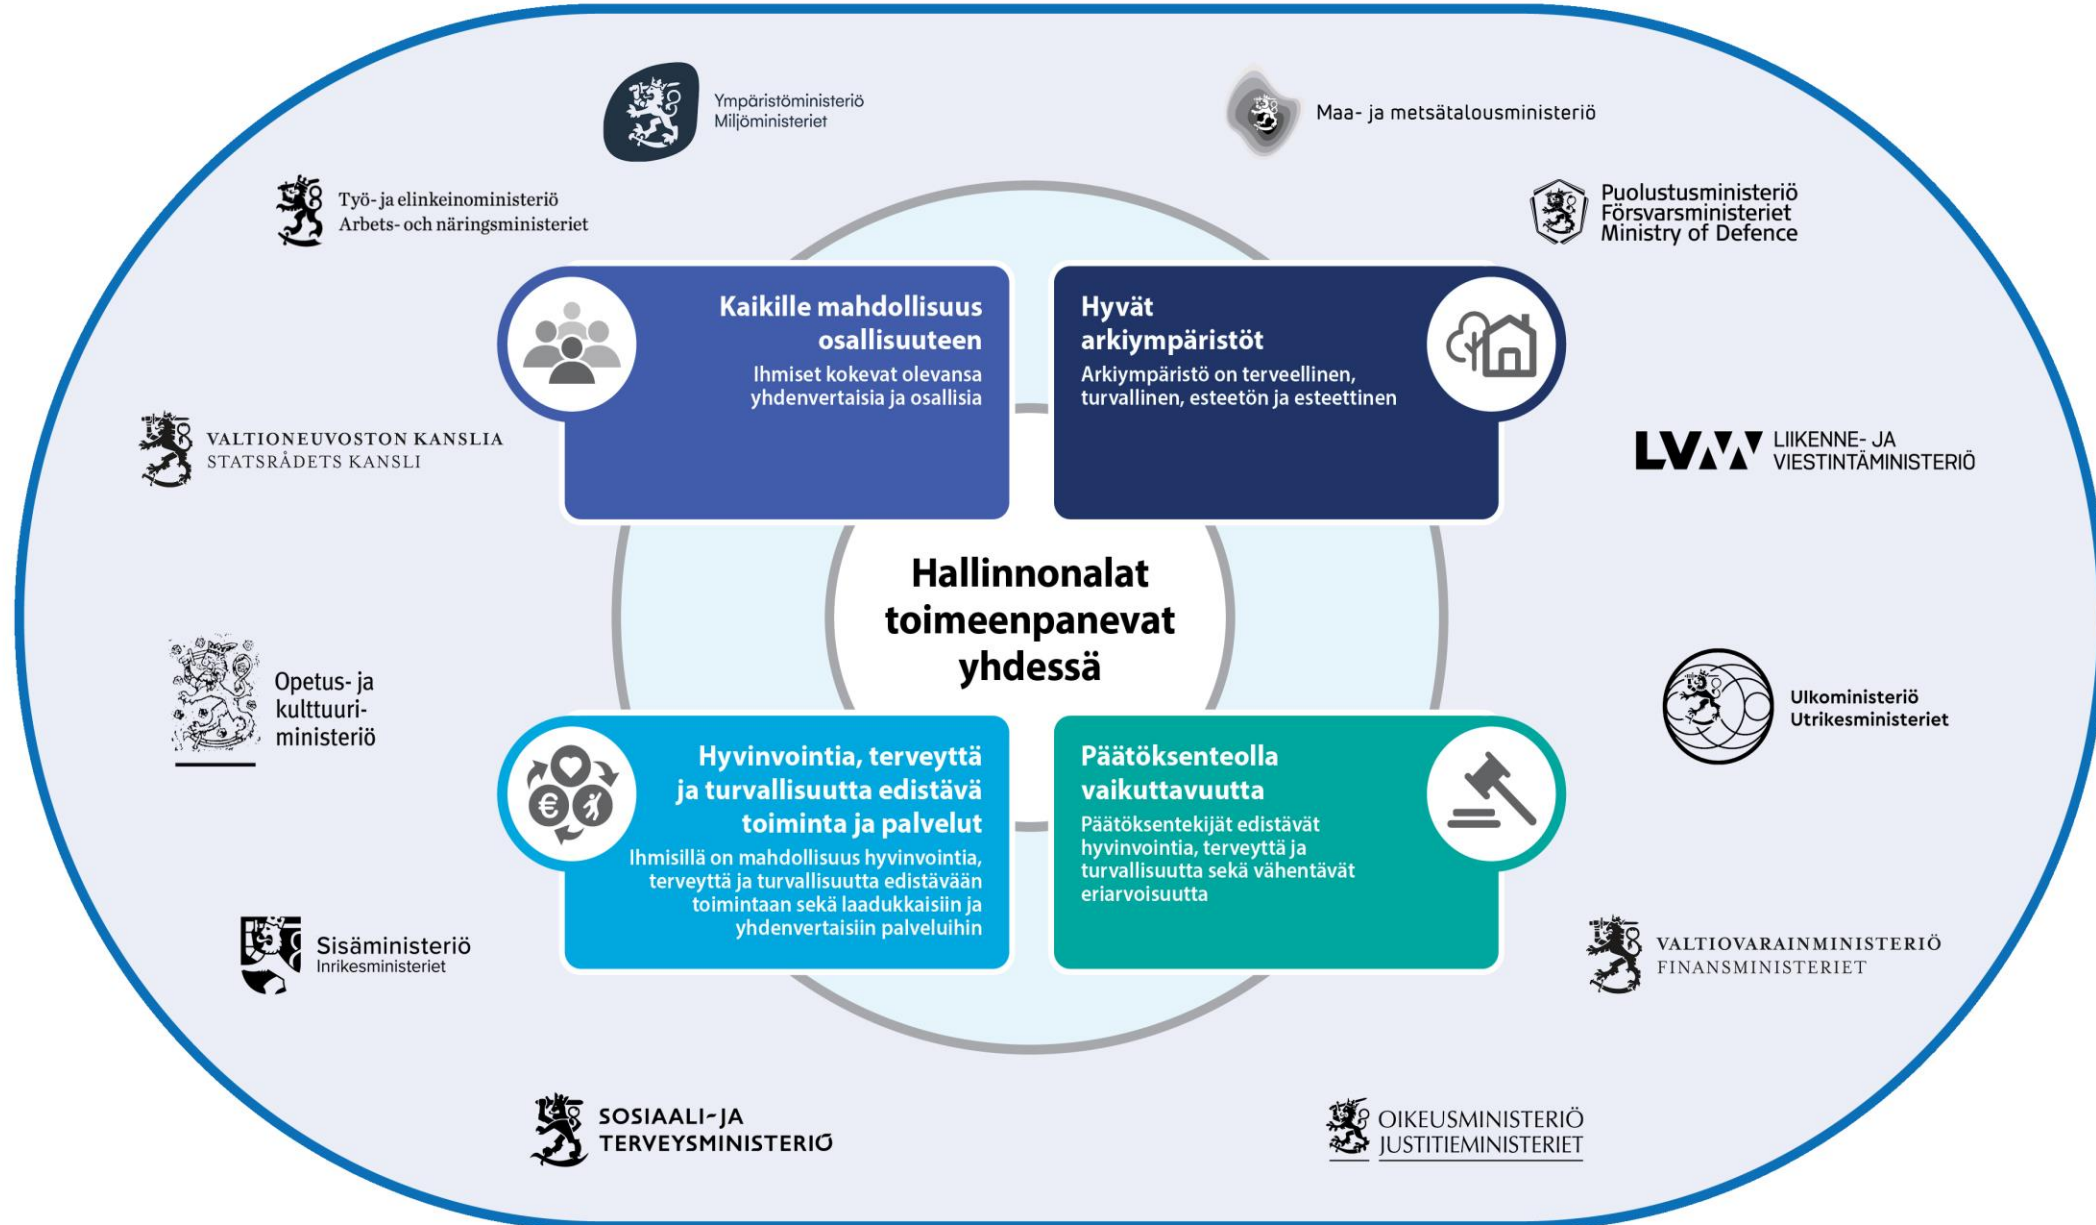 Ympäristöministeriö
Miljöministeriet
Maa- ja metsätalousministeriö
Työ- ja elinkeinoministeriö
Arbets- och näringsministeriet
Puolustusministeriö
Försvarsministeriet
Ministry of Defence
Kaikille mahdollisuus
osallisuuteen
Ihmiset kokevat olevansa
yhdenvertaisia ja osallisia
Hyvät
arkiympäristöt
Arkiympäristö on terveellinen,
turvallinen, esteetön ja esteettinen
VALTIONEUVOSTON KANSLIA
STATSRÅDETS KANSLI
LVM
LIIKENNE- JA
VIESTINTÄMINISTERIÖ
Hallinnonalat
toimeenpanevat
yhdessä
Opetus- ja
kulttuuri-
ministeriö
Ulkoministeriö
Utrikesministeriet
Hyvinvointia, terveyttä
ja turvallisuutta edistävä
toiminta ja palvelut
Ihmisillä on mahdollisuus hyvinvointia,
terveyttä ja turvallisuutta edistävään
toimintaan sekä laadukkaisiin ja
yhdenvertaisiin palveluihin
€
Päätöksenteolla
vaikuttavuutta
Päätöksentekijät edistävät
hyvinvointia, terveyttä ja
turvallisuutta sekä vähentävät
eriarvoisuutta
Sisäministeriö
Inrikesministeriet
VALTIOVARAINMINISTERIÖ
FINANSMINISTERIET
SOSIAALI- JA
TERVEYSMINISTERIÖ
OIKEUSMINISTERIÖ
JUSTITIEMINISTERIET